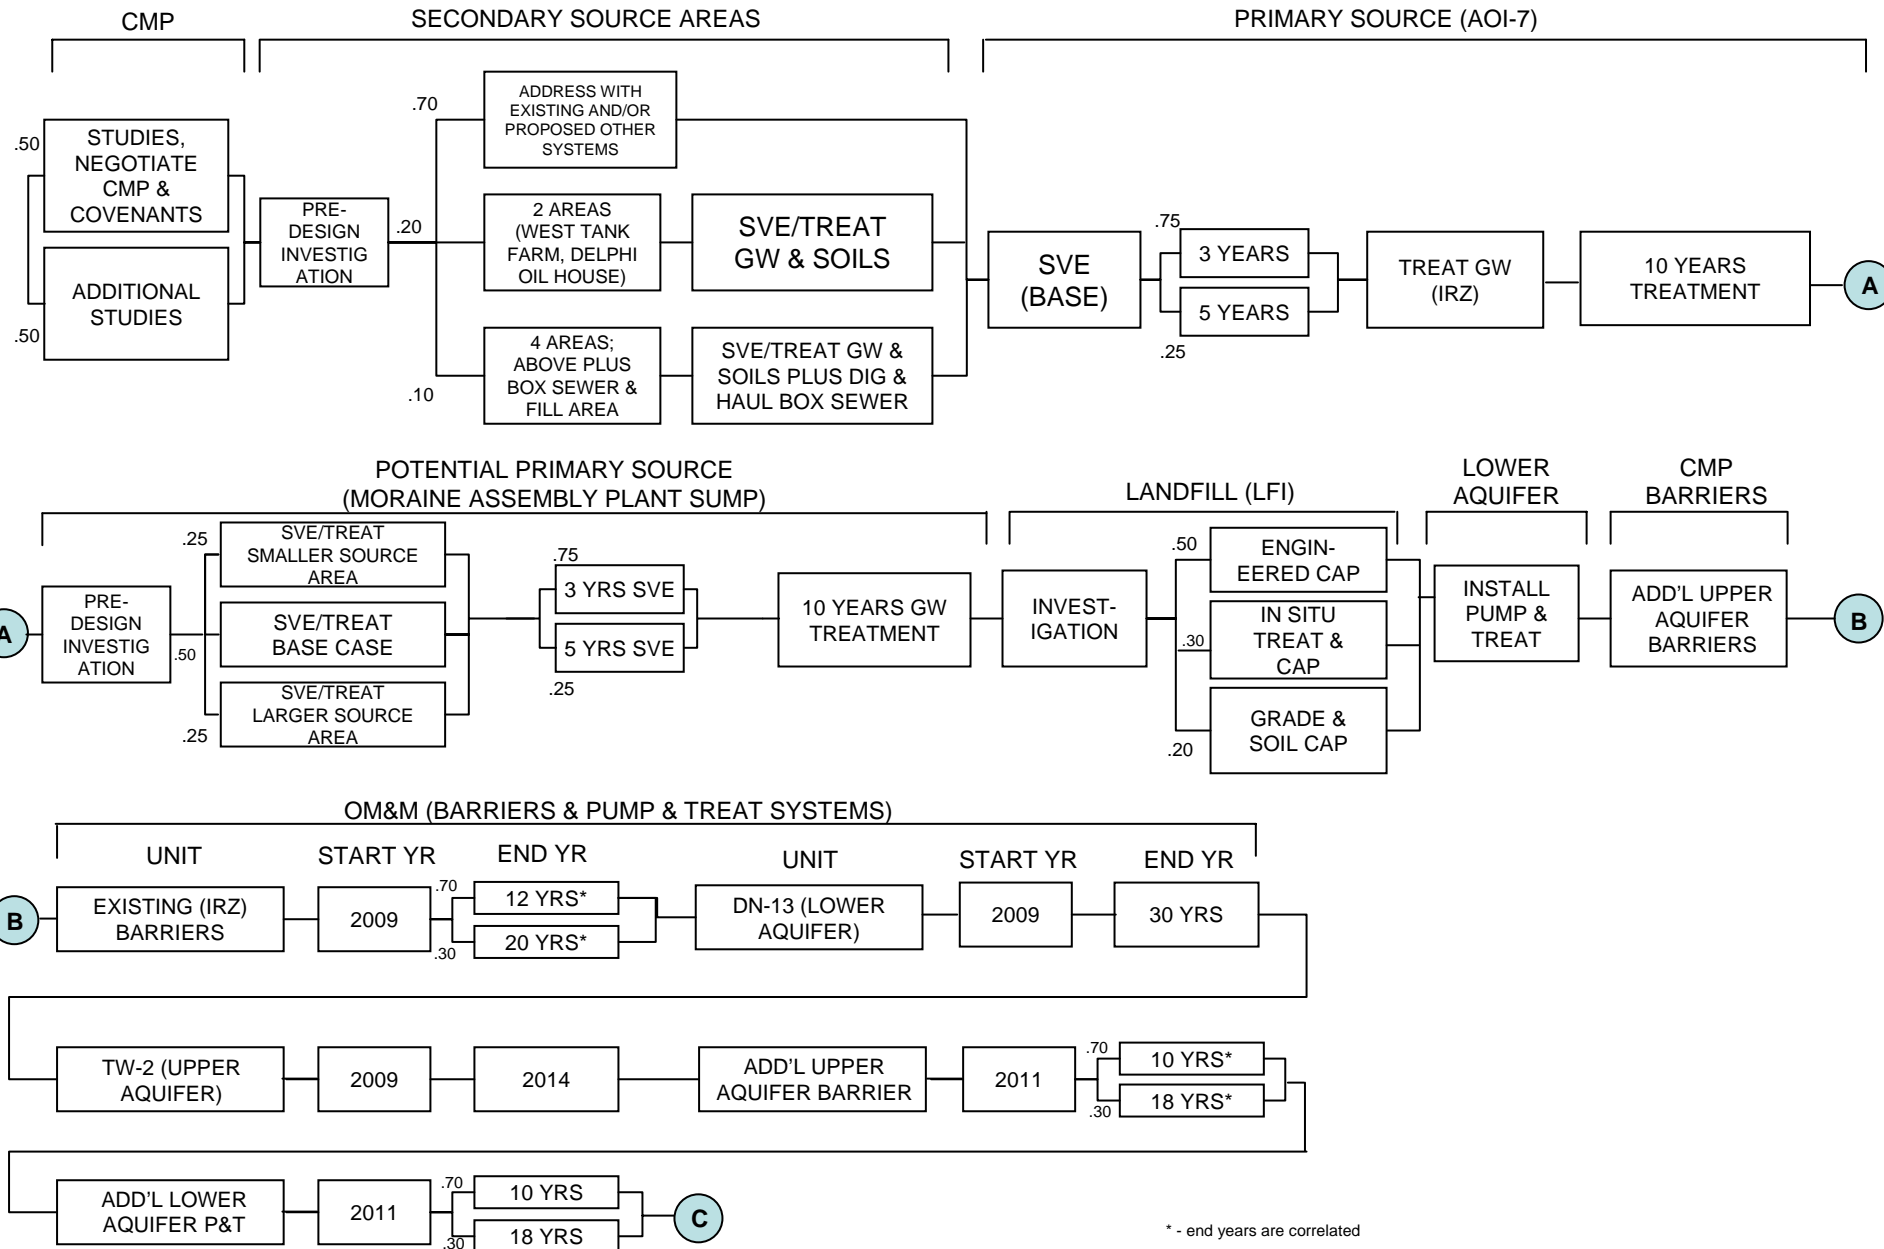 CMP
SECONDARY SOURCE AREAS
PRIMARY SOURCE (AOI-7)
.50
STUDIES,
NEGOTIATE
CMP &
COVENANTS
ADDITIONAL
STUDIES
.50
PRE-
DESIGN
INVESTIG
ATION
.70
ADDRESS WITH
EXISTING AND/OR
PROPOSED OTHER
SYSTEMS
.20
2 AREAS
(WEST TANK
FARM, DELPHI
OIL HOUSE)
SVE/TREAT
GW & SOILS
.10
4 AREAS;
ABOVE PLUS
BOX SEWER &
FILL AREA
SVE/TREAT GW &
SOILS PLUS DIG &
HAUL BOX SEWER
SVE
(BASE)
.75
3 YEARS
5 YEARS
.25
TREAT GW
(IRZ)
10 YEARS
TREATMENT
A
POTENTIAL PRIMARY SOURCE
(MORAINE ASSEMBLY PLANT SUMP)
LANDFILL (LFI)
LOWER
AQUIFER
CMP
BARRIERS
A
PRE-
DESIGN
INVESTIG
ATION
.25
SVE/TREAT
SMALLER SOURCE
AREA
.50
SVE/TREAT
BASE CASE
.25
SVE/TREAT
LARGER SOURCE
AREA
.75
3 YRS SVE
5 YRS SVE
.25
10 YEARS GW
TREATMENT
INVEST-
IGATION
.50
ENGIN-
EERED CAP
.30
IN SITU
TREAT &
CAP
.20
GRADE &
SOIL CAP
INSTALL
PUMP &
TREAT
ADD'L UPPER
AQUIFER
BARRIERS
B
OM&M (BARRIERS & PUMP & TREAT SYSTEMS)
UNIT
START YR
END YR
UNIT
START YR
END YR
B
EXISTING (IRZ)
BARRIERS
2009
.70
12 YRS*
20 YRS*
.30
DN-13 (LOWER
AQUIFER)
2009
30 YRS
TW-2 (UPPER
AQUIFER)
2009
2014
ADD'L UPPER
AQUIFER BARRIER
2011
.70
10 YRS*
18 YRS*
.30
ADD'L LOWER
AQUIFER P&T
2011
.70
10 YRS
18 YRS
.30
C
* - end years are correlated